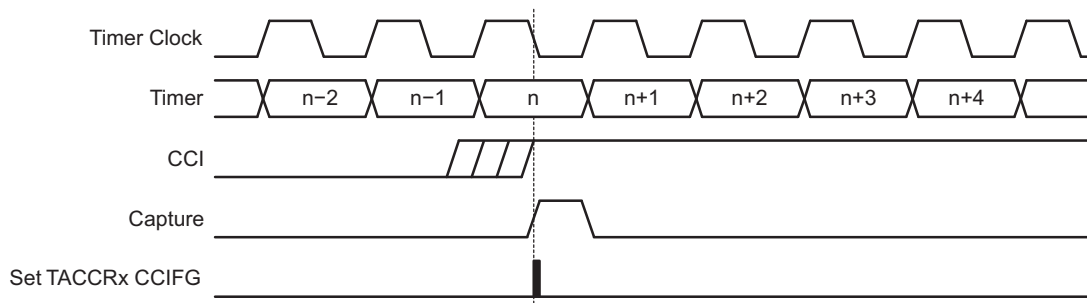 Timer Clock
Timer n−2 n−1 n n+1 n+2 n+3 n+4
CCI
Capture
Set TACCRx CCIFG